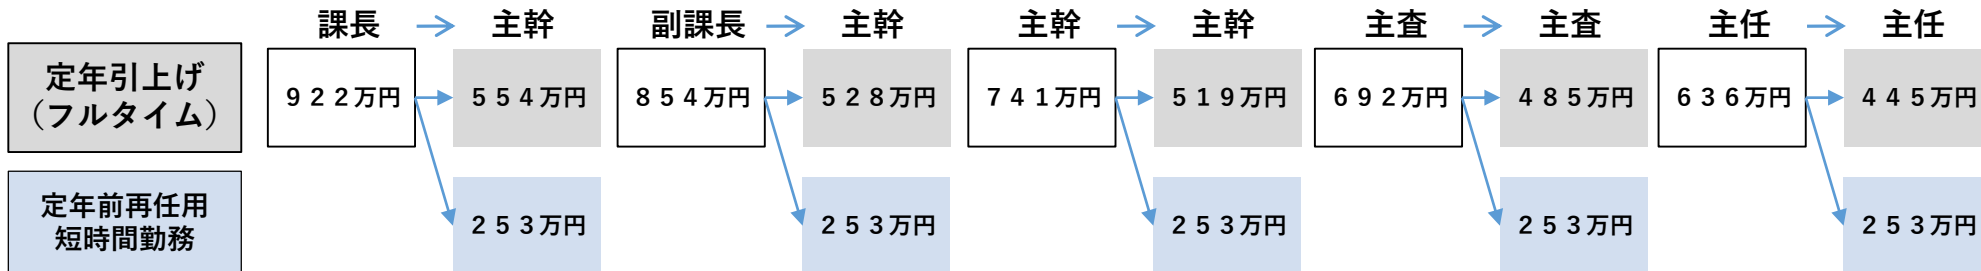 課長 → 主幹 副課長 → 主幹 主幹 → 主幹 主査 → 主査 主任 → 主任
定年引上げ
（フルタイム）
９２２万円 ５５４万円 ８５４万円 ５２８万円 ７４１万円 ５１９万円 ６９２万円 ４８５万円 ６３６万円 ４４５万円
定年前再任用
短時間勤務
２５３万円 ２５３万円 ２５３万円 ２５３万円 ２５３万円